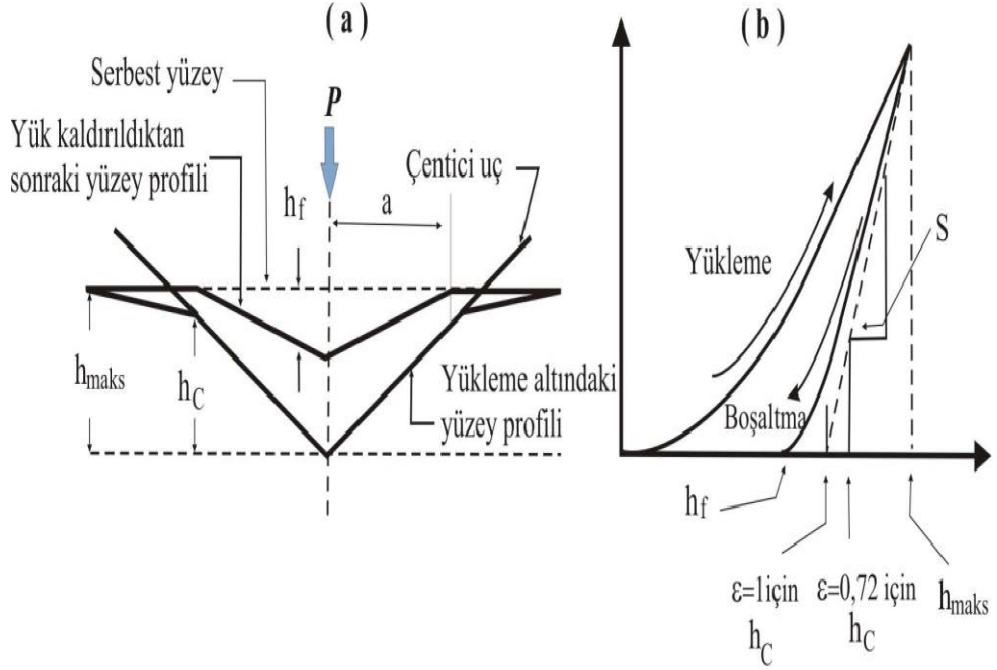 ( a )
Serbest yüzey
P
Yük kaldırıldıktan
sonraki yüzey profili
Çentici uç
hf
a
hmaks
hC
Yükleme altındaki
yüzey profili
( b )
Yükleme
S
Boşaltma
hf
ε=1için
hC
ε=0,72 için
hC
hmaks